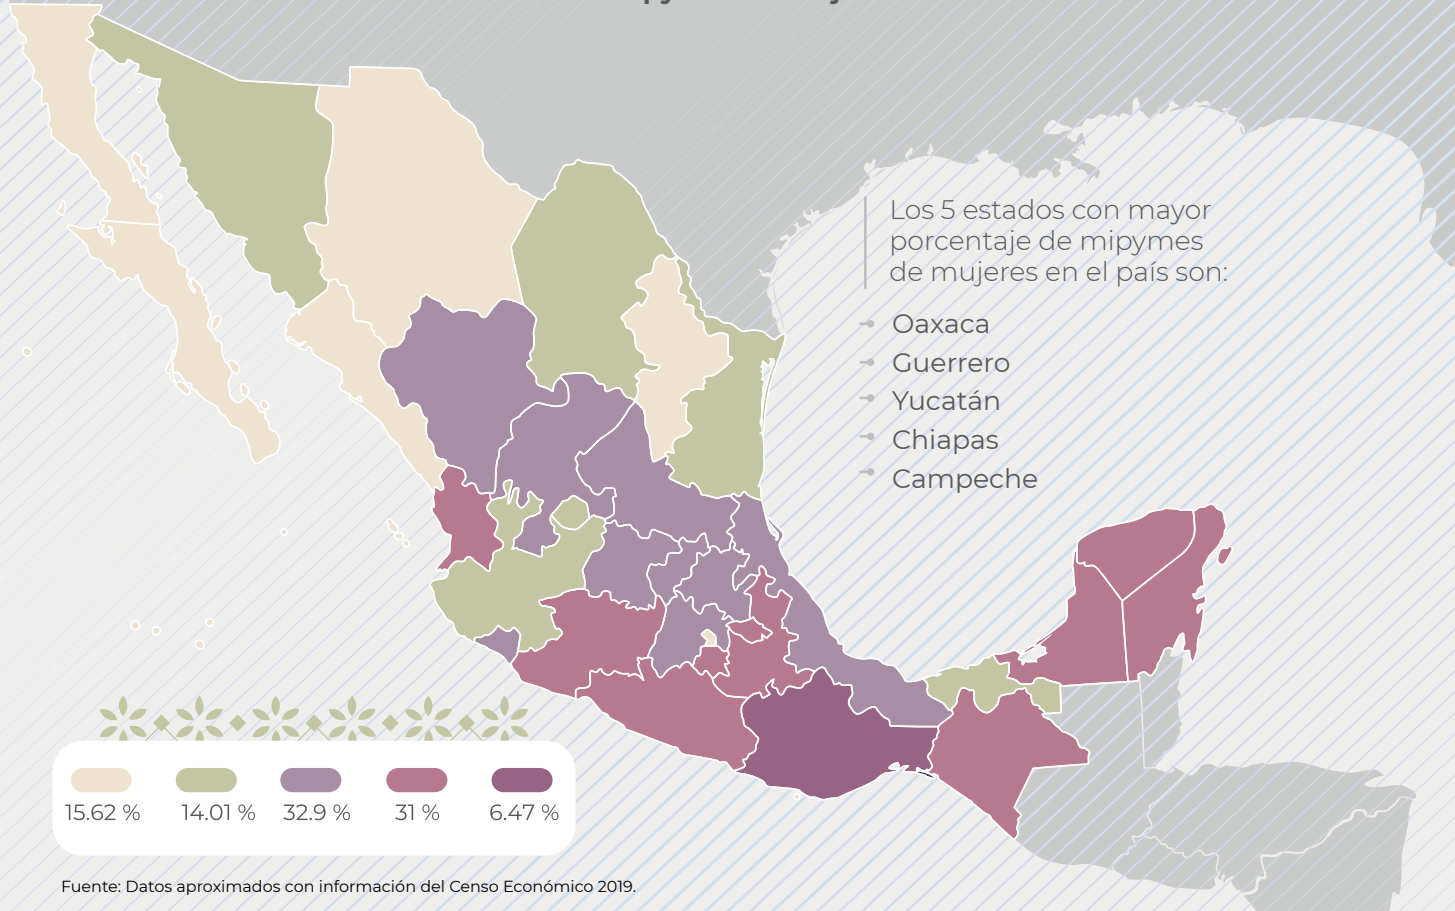 Los 5 estados con mayor
porcentaje de mipymes
de mujeres en el país son:
Oaxaca
Guerrero
Yucatán
Chiapas
Campeche
15.62 %
14.01 %
32.9 %
31 %
6.47 %
Fuente: Datos aproximados con información del Censo Económico 2019.